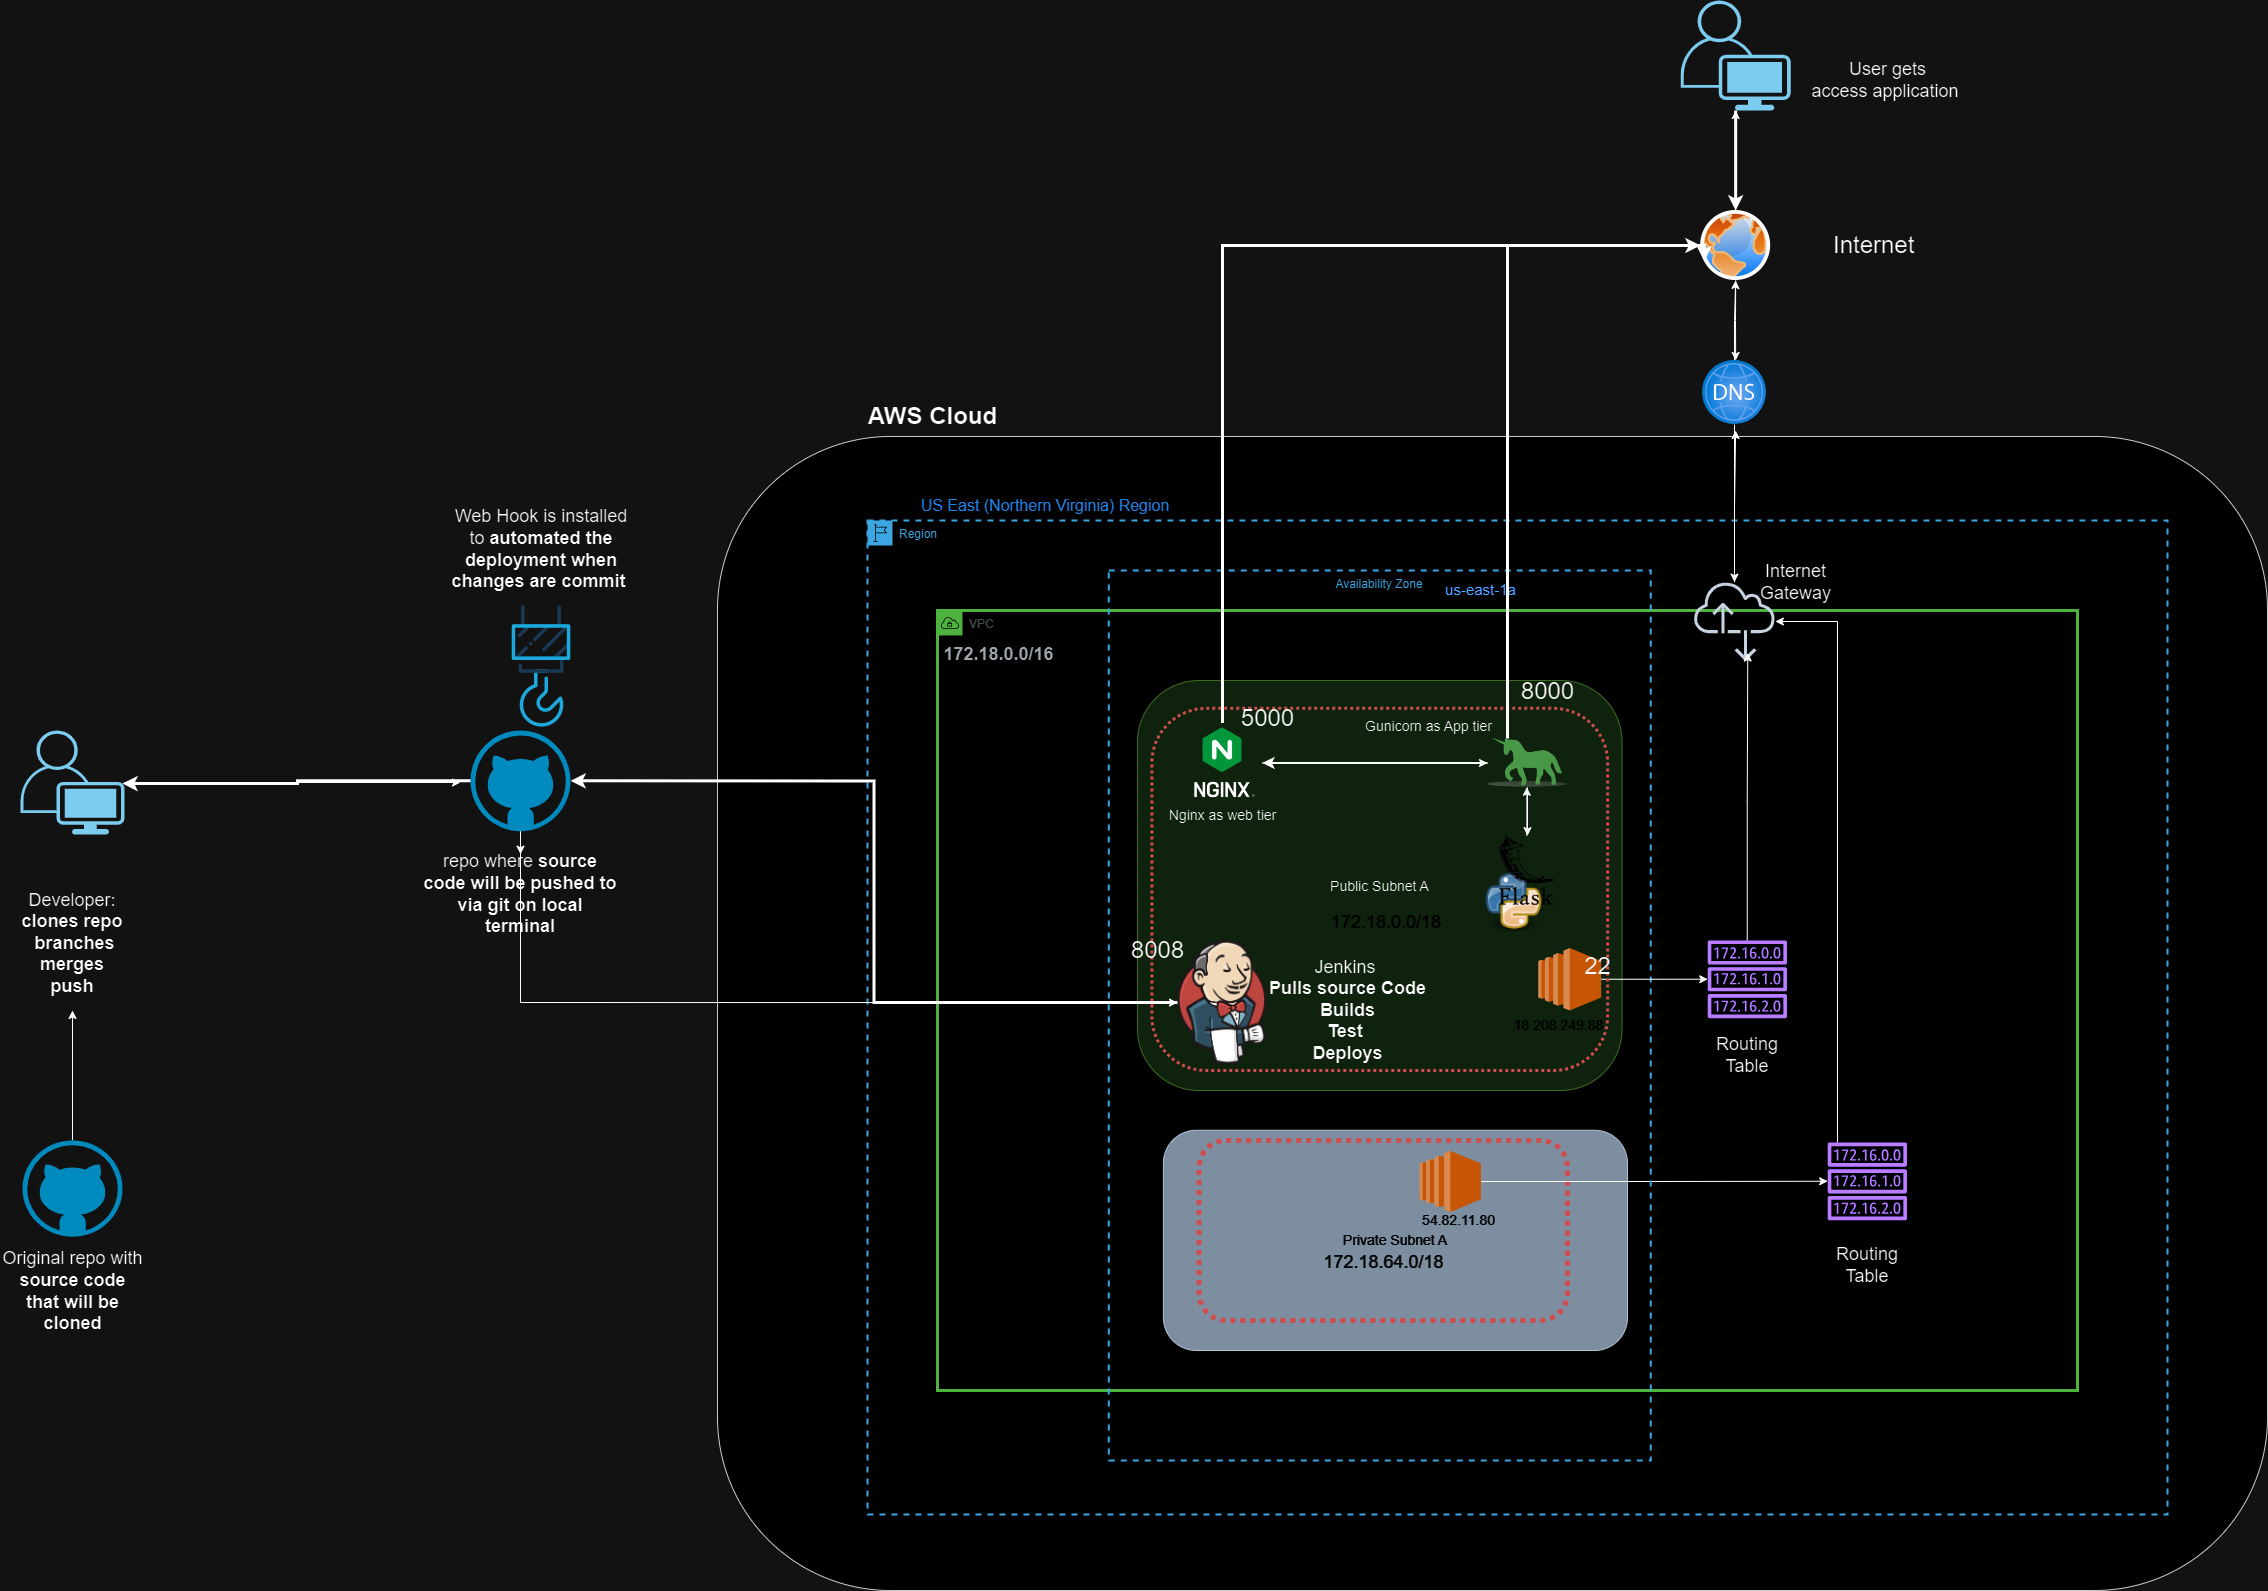 User gets
access application
Internet
DNS
AWS Cloud
US East (Northern Virginia) Region
Region
Web Hook is installed
to automated the
deployment when
changes are commit
Availability Zone
us-east-1a
Internet
Gateway
VPC
172.18.0.0/16
8000
5000
Gunicorn as App tier
N
NGINX.
Nginx as web tier
repo where source
code will be pushed to
via git on local
terminal
Developer:
clones repo
branches
merges
push
Public Subnet A
172.18.0.0/18
Flask
8008
Jenkins
Pulls source Code
Builds
Test
Deploys
22
18.208.249.88
172.16.0.0
172.16.1.0
172.16.2.0
Routing
Table
54.82.11.80
Private Subnet A
172.18.64.0/18
172.16.0.0
172.16.1.0
172.16.2.0
Routing
Table
Original repo with
source code
that will be
cloned